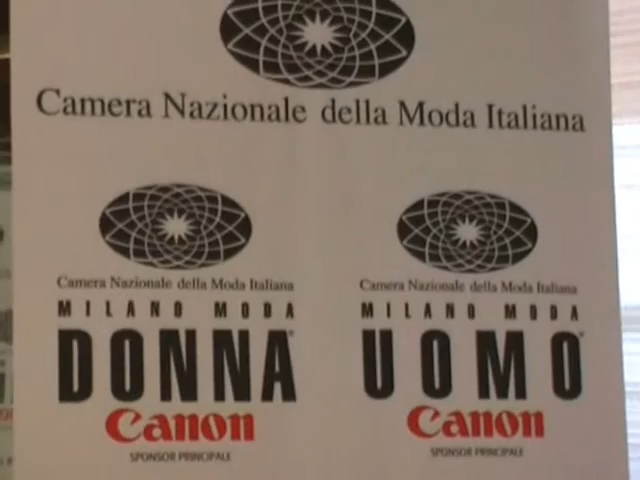 Camera Nazionale della Moda Italiana
Camera Nazionale della Moda Italiana
MILANO MODA
DONNA
Canon
SPONSOR PRINCIPALE
Camera Nazionale della Moda Italiana
MILANO MODA
UOMO
Canon
SPONSOR PRINCIPALE